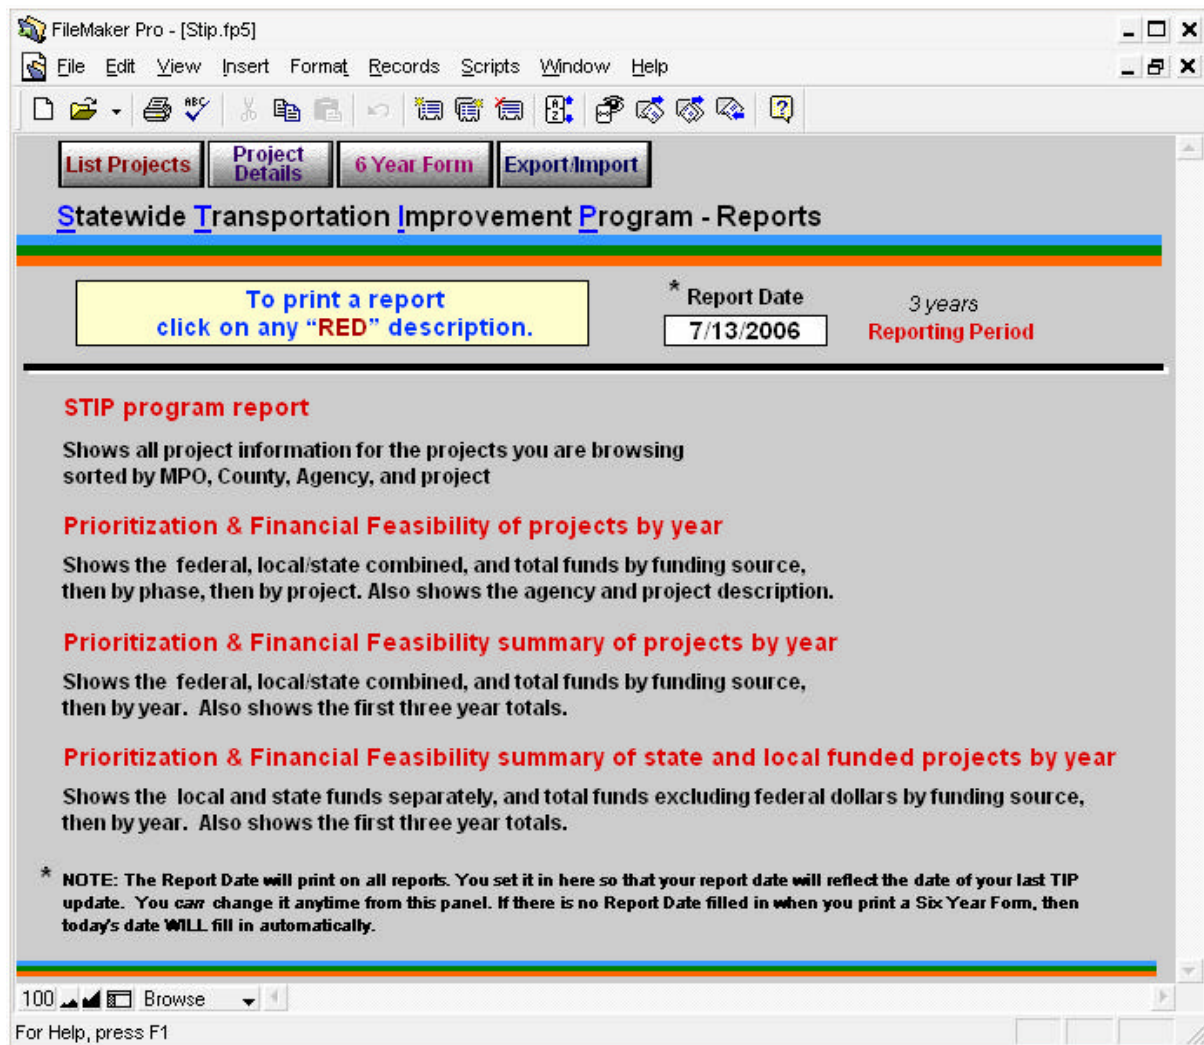 FileMaker Pro - [Stip.fp5]
File Edit View Insert Format Records Scripts Window Help
ABC
List Projects
Project
Details
6 Year Form
Export/Import
Statewide Transportation Improvement Program - Reports
To print a report
click on any “RED” description.
* Report Date
7/13/2006
3 years
Reporting Period
STIP program report
Shows all project information for the projects you are browsing
sorted by MPO, County, Agency, and project
Prioritization & Financial Feasibility of projects by year
Shows the federal, local/state combined, and total funds by funding source,
then by phase, then by project. Also shows the agency and project description.
Prioritization & Financial Feasibility summary of projects by year
Shows the federal, local/state combined, and total funds by funding source,
then by year. Also shows the first three year totals.
Prioritization & Financial Feasibility summary of state and local funded projects by year
Shows the local and state funds separately, and total funds excluding federal dollars by funding source,
then by year. Also shows the first three year totals.
* NOTE: The Report Date will print on all reports. You set it in here so that your report date will reflect the date of your last TIP
update. You can change it anytime from this panel. If there is no Report Date filled in when you print a Six Year Form, then
today's date WILL fill in automatically.
100 Browse
For Help, press F1